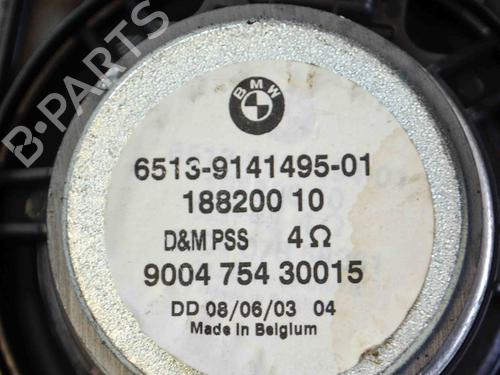 BMW
6513-9141495-01
188200 10
D&M PSS 4Ω
9004 754 30015
DD 08/06/03 04
Made in Belgium
B-PARTS